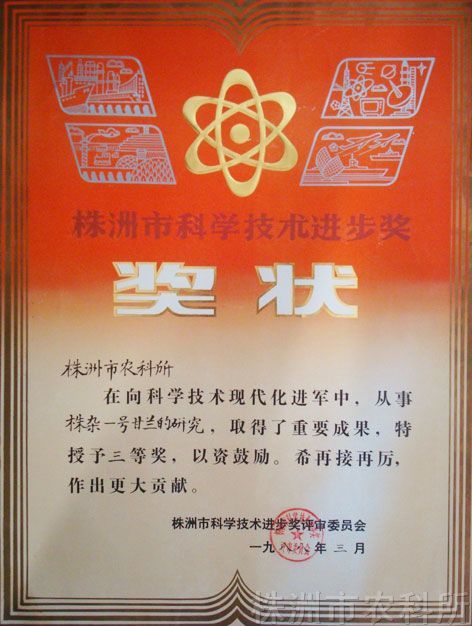 株洲市科学技术进步奖
奖状
株洲市农科所
在向科学技术现代化进军中，从事
株杂一号甘兰的研究，取得了重要成果，特
授予三等奖，以资鼓励。希再接再厉，
作出更大贡献。
株洲市科学技术进步奖评审委员会
一九 年三月
株洲市农科所